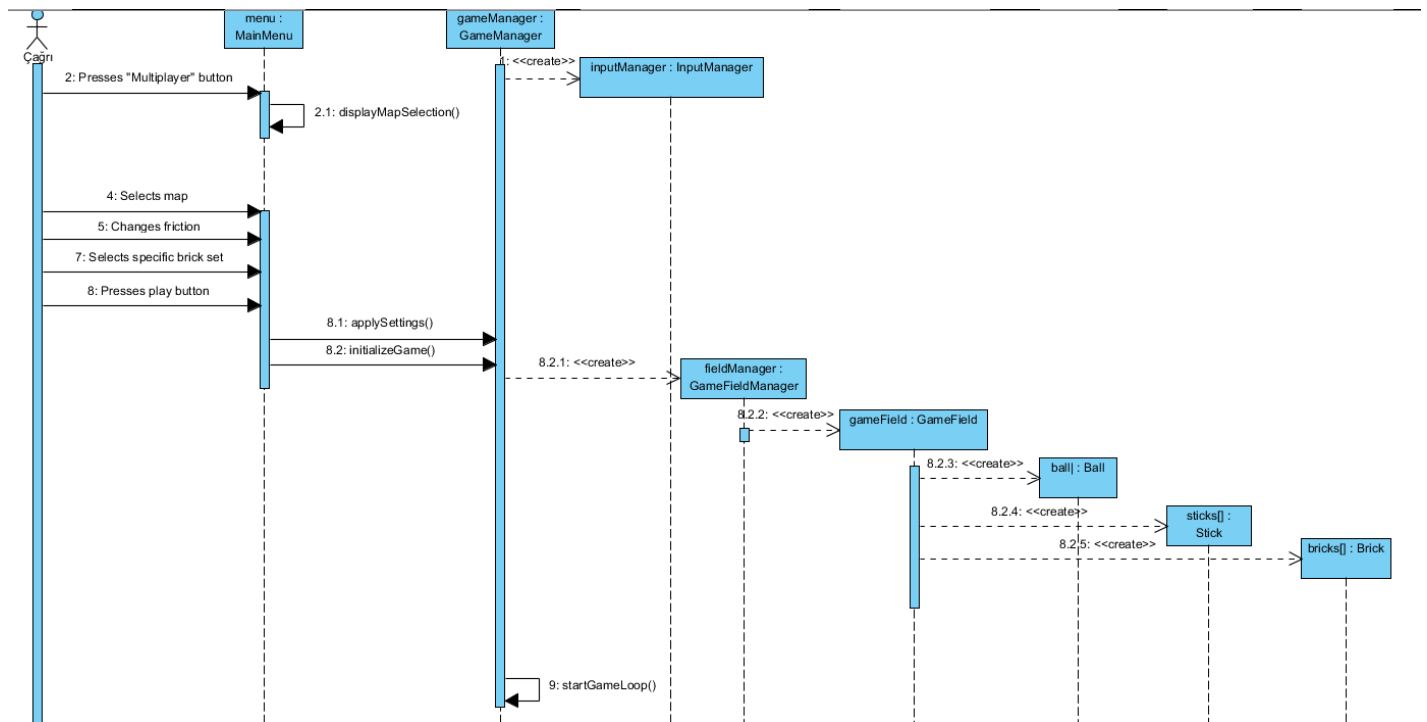 menu :
MainMenu
gameManager :
GameManager
Çağrı
1: <<create>>
inputManager : InputManager
2: Presses "Multiplayer" button
2.1: displayMapSelection()
4: Selects map
5: Changes friction
7: Selects specific brick set
8: Presses play button
8.1: applySettings()
8.2: initializeGame()
8.2.1: <<create>>
fieldManager :
GameFieldManager
8.2.2: <<create>>
gameField : GameField
8.2.3: <<create>>
ball| : Ball
8.2.4: <<create>>
sticks[] :
Stick
8.2.5: <<create>>
bricks[] : Brick
9: startGameLoop()